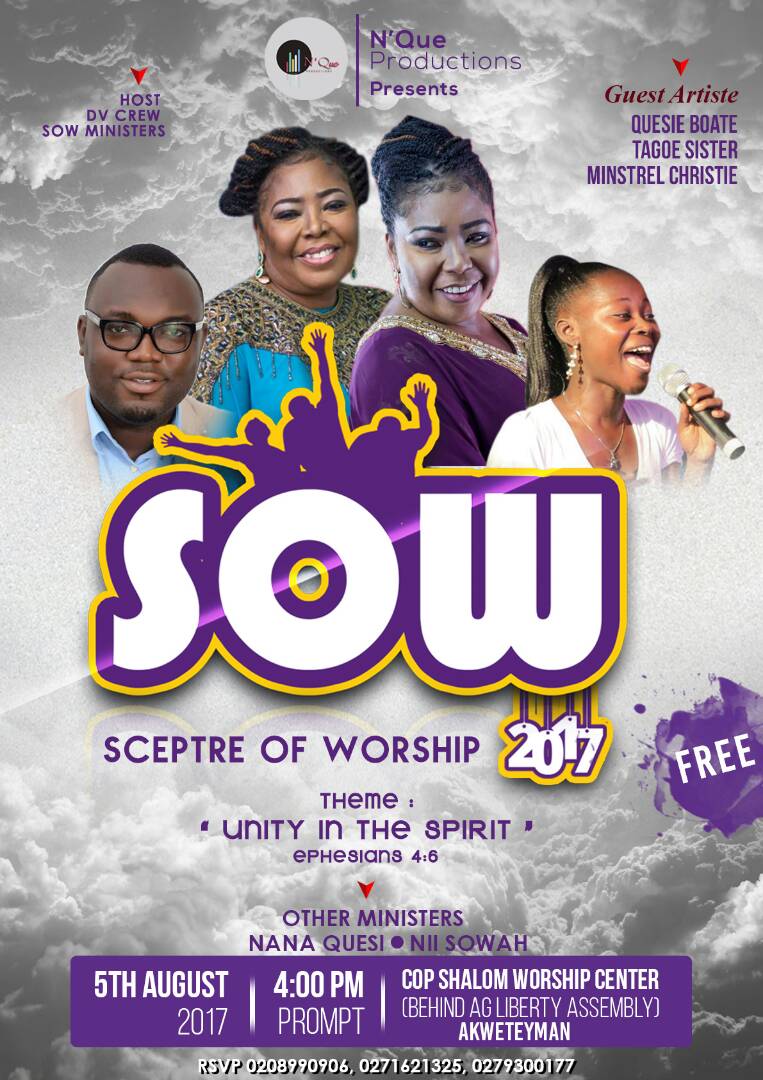 N'Que
PRODUCTIONS
N'Que
Productions
Presents
HOST
DV CREW
SOW MINISTERS
Guest Artiste
QUESIE BOATE
TAGOE SISTER
MINSTREL CHRISTIE
SOW
2017
SCEPTRE OF WORSHIP
FREE
THEME :
" UNITY IN THE SPIRIT "
EPHESIANS 4:6
OTHER MINISTERS
NANA QUESI ● NII SOWAH
5TH AUGUST
2017
4:00 PM
PROMPT
COP SHALOM WORSHIP CENTER
(BEHIND AG LIBERTY ASSEMBLY)
AKWETEYMAN
RSVP 0208990906, 0271621325, 0279300177